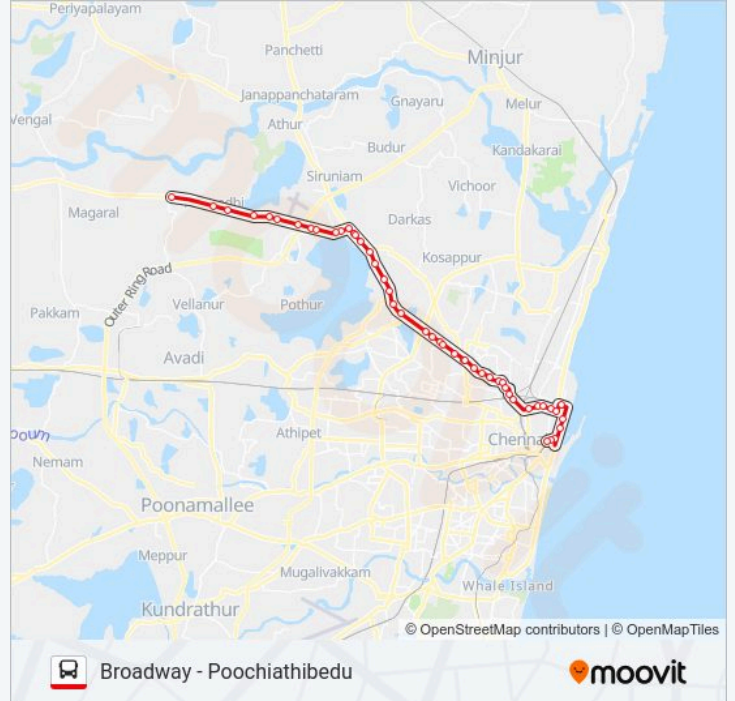 Periyapalayam
Panchetti
Minjur
Janappanchataram
Gnayaru
Melur
Vengal
Athur
Budur
Kandakarai
Siruniam
Vichoor
Magaral
Darkas
Kosappur
Outer Ring Road
Vellanur
Pothur
Pakkam
Avadi
Athipet
Chenna
Nemam
Poonamallee
Meppur
Mugalivakkam
Whale Island
Kundrathur
© OpenStreetMap contributors | © OpenMapTiles
Broadway - Poochiathibedu
moovit